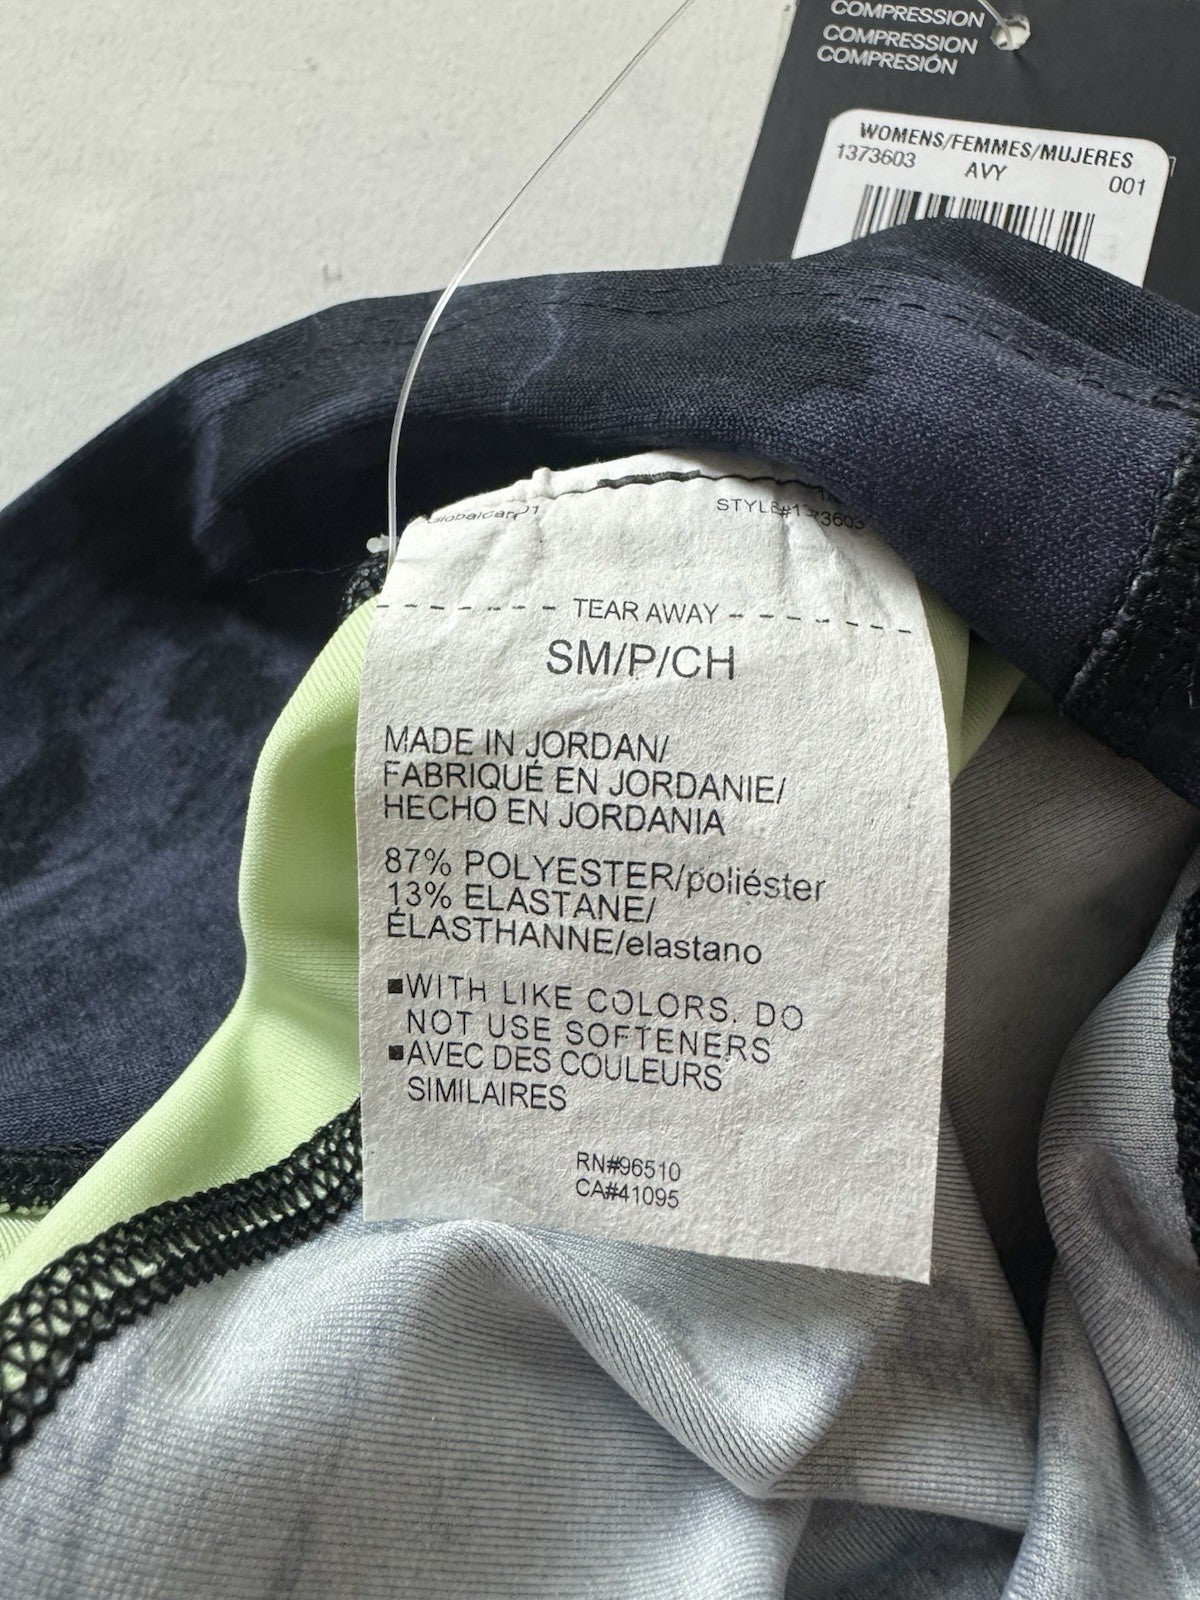 COMPRESSION
COMPRESSION
COMPRESIÓN
WOMENS/FEMMES/MUJERES
1373603 AVY 001
STYLE#1373603
TEAR AWAY
SM/P/CH
MADE IN JORDAN/
FABRIQUÉ EN JORDANIE/
HECHO EN JORDANIA
87% POLYESTER/poliéster
13% ELASTANE/
ÉLASTHANNE/elastano
■WITH LIKE COLORS. DO
NOT USE SOFTENERS
■AVEC DES COULEURS
SIMILAIRES
RN#96510
CA#41095